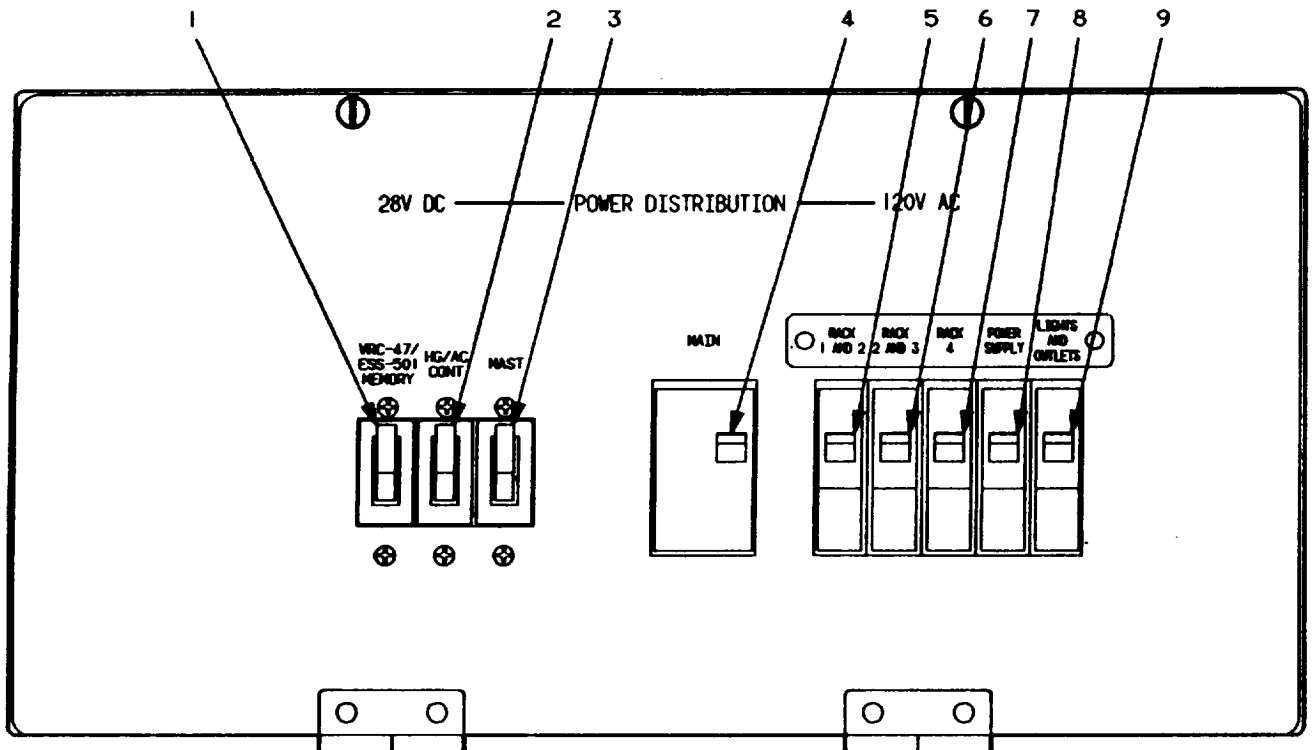 1 2 3 4 5 6 7 8 9
28V DC POWER DISTRIBUTION 120V AC
VRC-47/
ESS-501
MEMORY
HG/AC
CONT
MAST
MAIN
RACK
1 AND 2
RACK
2 AND 3
RACK
4
POWER
SUPPLY
LIGHTS
AND
OUTLETS